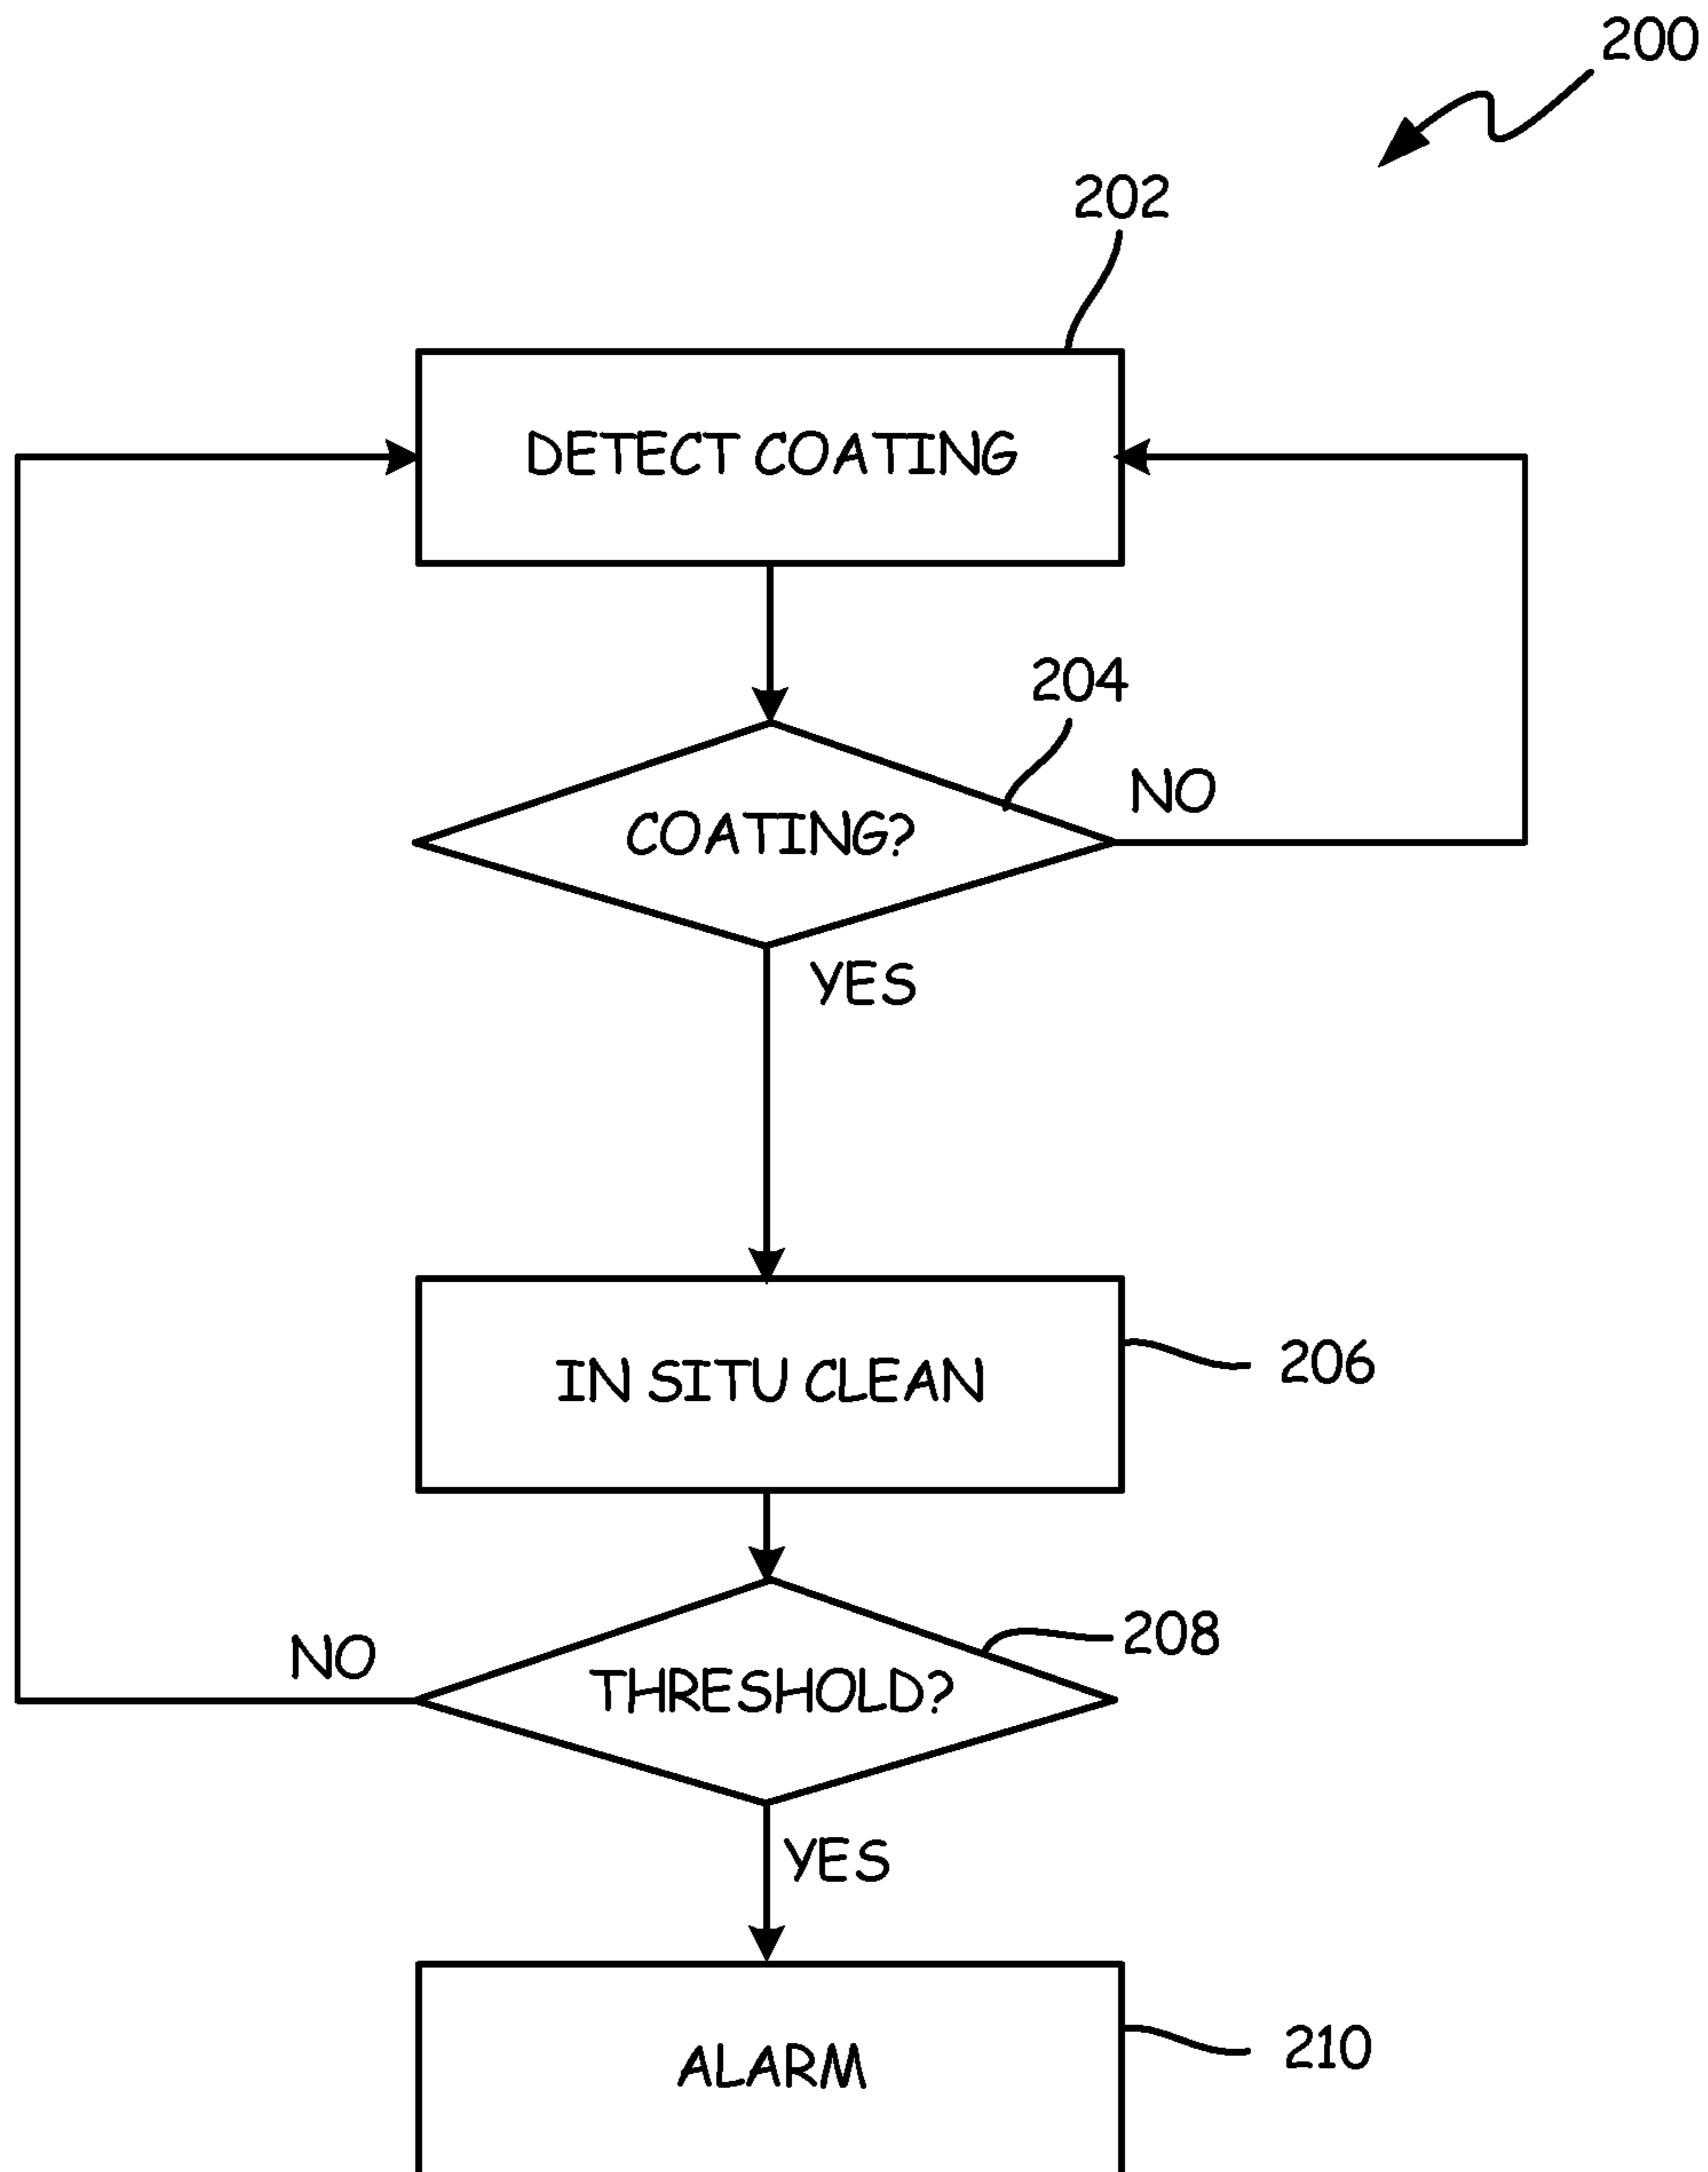 200
202
DETECT COATING
204
NO
COATING?
YES
IN SITU CLEAN
206
208
NO
THRESHOLD?
YES
ALARM
210